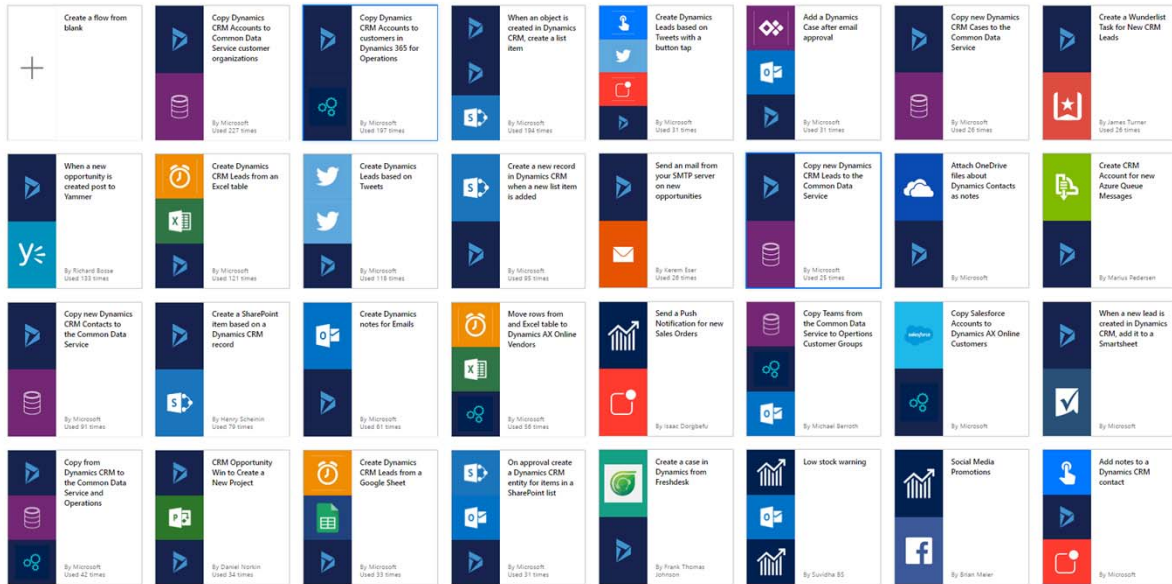 Create a flow from
blank
Copy Dynamics
CRM Accounts to
Common Data
Service customer
organizations
By Microsoft
Used 227 times
Copy Dynamics
CRM Accounts to
customers in
Dynamics 365 for
Operations
By Microsoft
Used 197 times
When an object is
created in Dynamics
CRM, create a list
item
By Microsoft
Used 184 times
Create Dynamics
Leads based on
Tweets with a
button tap
By Microsoft
Used 31 times
Add a Dynamics
Case after email
approval
By Microsoft
Used 31 times
Copy new Dynamics
CRM Cases to the
Common Data
Service
By Microsoft
Used 28 times
Create a Wunderlist
Task for New CRM
Leads
By James Turner
Used 26 times
When a new
opportunity is
created post to
Yammer
By Richard Bosse
Used 133 times
Create Dynamics
CRM Leads from an
Excel table
By Microsoft
Used 121 times
Create Dynamics
Leads based on
Tweets
By Microsoft
Used 118 times
Create a new record
in Dynamics CRM
when a new list item
is added
By Microsoft
Used 95 times
Send an mail from
your SMTP server
on new
opportunities
By Kerem Eser
Used 26 times
Copy new Dynamics
CRM Leads to the
Common Data
Service
By Microsoft
Used 25 times
Attach OneDrive
files about
Dynamics Contacts
as notes
By Microsoft
Create CRM
Account for new
Azure Queue
Messages
By Marius Pedersen
Copy new Dynamics
CRM Contacts to
the Common Data
Service
By Microsoft
Used 91 times
Create a SharePoint
item based on a
Dynamics CRM
record
By Henry Scheinin
Used 79 times
Create Dynamics
notes for Emails
By Microsoft
Used 61 times
Move rows from
and Excel table to
Dynamics AX Online
Vendors
By Microsoft
Used 56 times
Send a Push
Notification for new
Sales Orders
By Isaac Dorgbefu
Copy Teams from
the Common Data
Service to Opertions
Customer Groups
By Michael Berroth
salesforce
Copy Salesforce
Accounts to
Dynamics AX Online
Customers
By Microsoft
When a new lead is
created in Dynamics
CRM, add it to a
Smartsheet
By Microsoft
Copy from
Dynamics CRM to
the Common Data
Service and
Operations
By Microsoft
Used 42 times
CRM Opportunity
Win to Create a
New Project
By Daniel Norkin
Used 34 times
Create Dynamics
CRM Leads from a
Google Sheet
By Microsoft
Used 33 times
On approval create
a Dynamics CRM
entity for items in a
SharePoint list
By Microsoft
Used 31 times
Create a case in
Dynamics from
Freshdesk
By Frank Thomas
Johnson
Low stock warning
By Suvidha BS
Social Media
Promotions
By Brian Meier
Add notes to a
Dynamics CRM
contact
By Microsoft